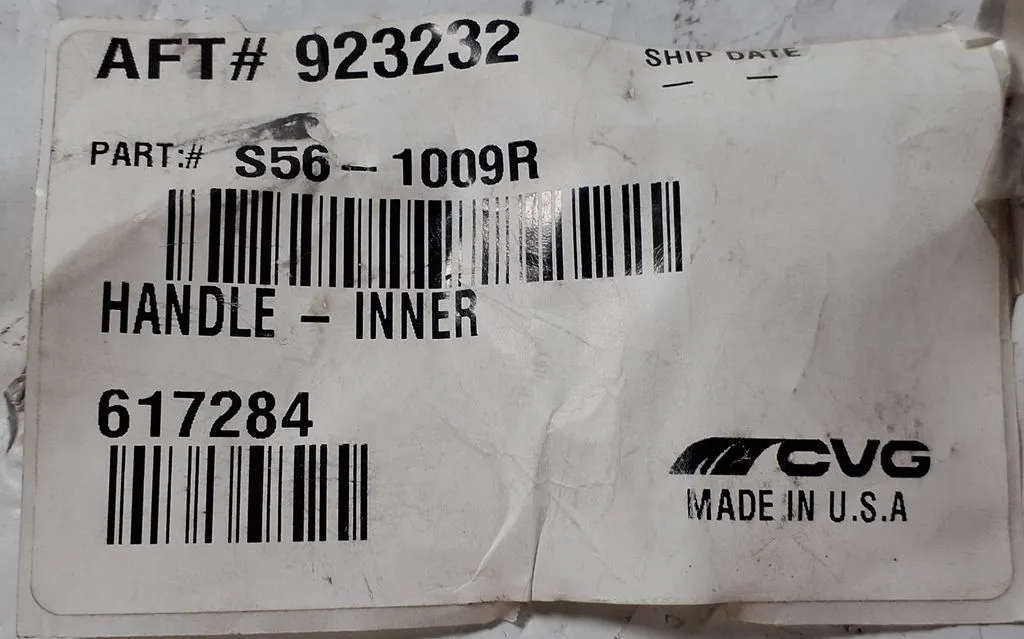 AFT# 923232
SHIP DATE
PART:# S56-1009R
HANDLE - INNER
617284
CVG
MADE IN U.S.A